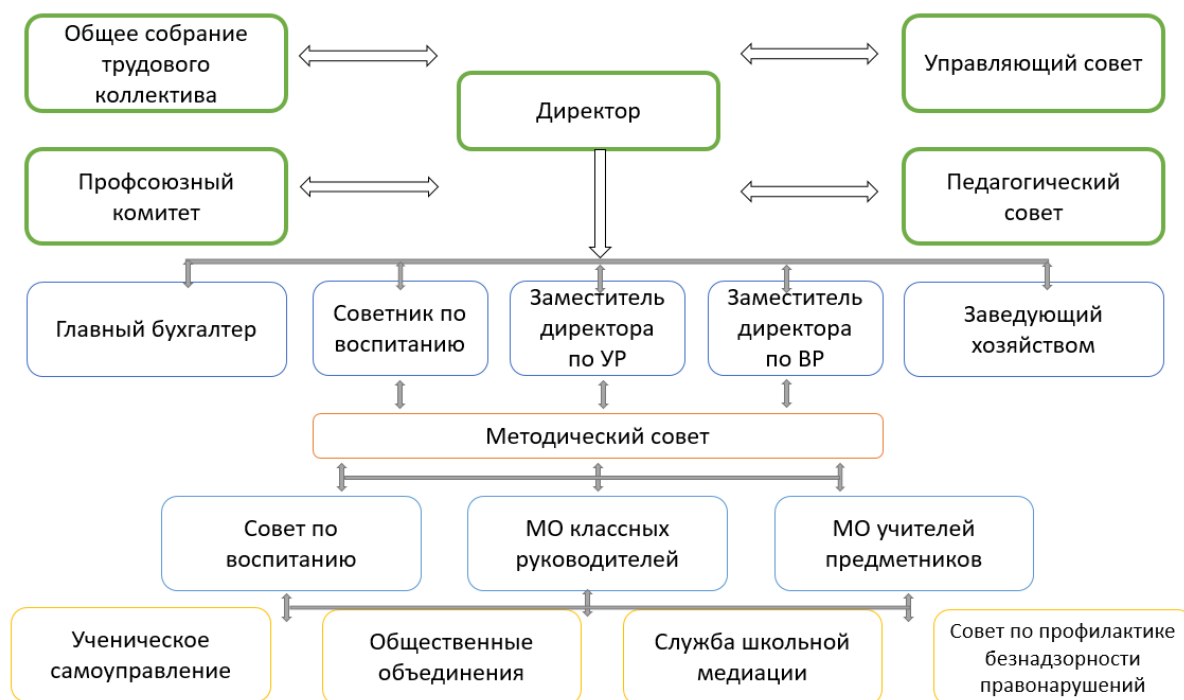 Общее собрание
трудового
коллектива
Директор
Управляющий совет
Профсоюзный
комитет
Педагогический
совет
Главный бухгалтер
Советник по
воспитанию
Заместитель
директора
по УР
Заместитель
директора
по ВР
Заведующий
хозяйством
Методический совет
Совет по
воспитанию
МО классных
руководителей
МО учителей
предметников
Ученическое
самоуправление
Общественные
объединения
Служба школьной
медиации
Совет по профилактике
безнадзорности
правонарушений